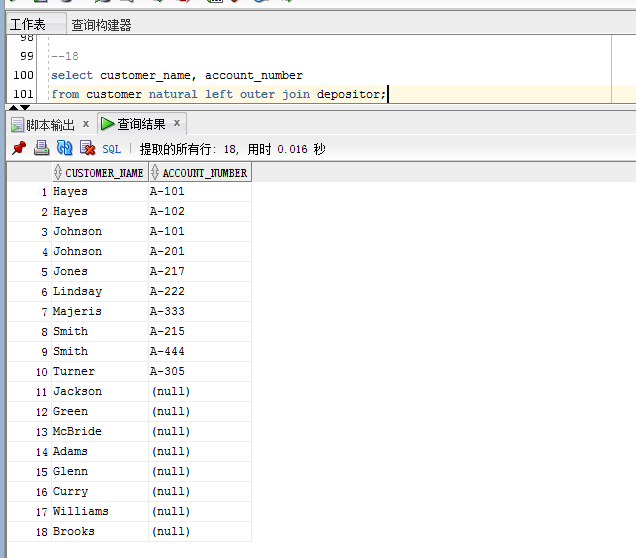 工作表 查询构建器
98
99 --18
100 select customer_name, account_number
101 from customer natural left outer join depositor;
脚本输出 x 查询结果 x
SQL | 提取的所有行: 18, 用时 0.016 秒
CUSTOMER_NAME ACCOUNT_NUMBER
1 Hayes A-101
2 Hayes A-102
3 Johnson A-101
4 Johnson A-201
5 Jones A-217
6 Lindsay A-222
7 Majeris A-333
8 Smith A-215
9 Smith A-444
10 Turner A-305
11 Jackson (null)
12 Green (null)
13 McBride (null)
14 Adams (null)
15 Glenn (null)
16 Curry (null)
17 Williams (null)
18 Brooks (null)